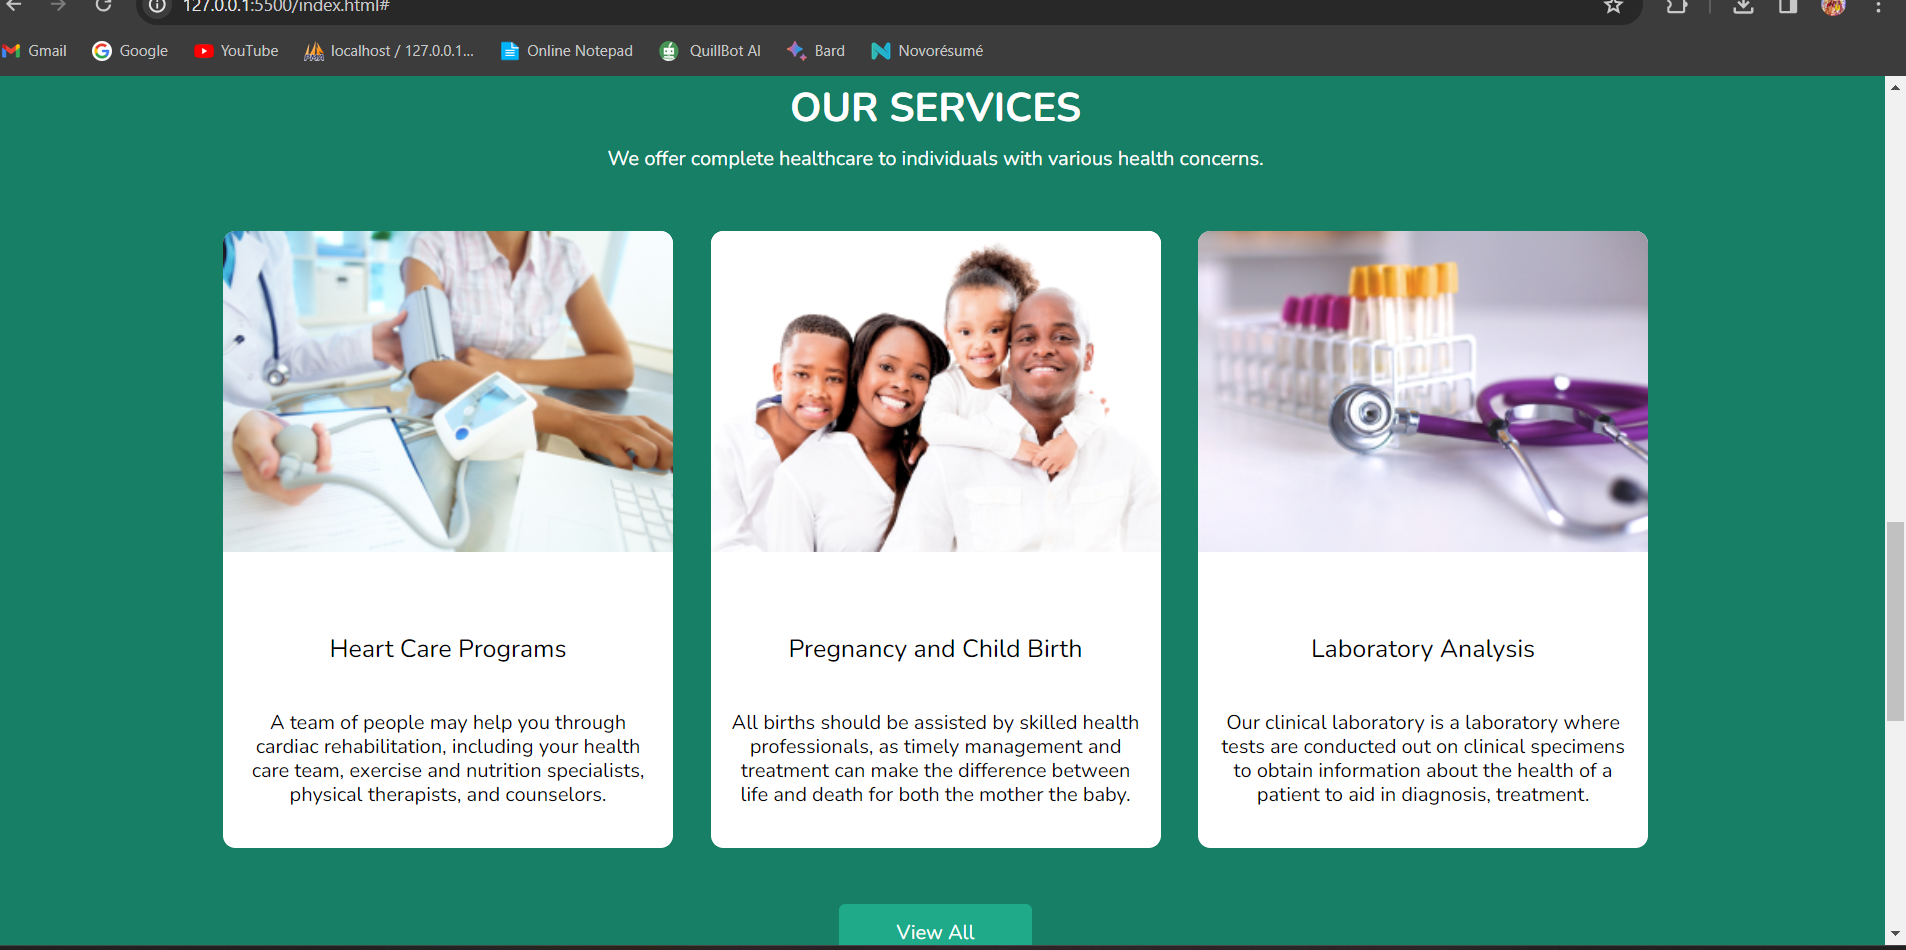 127.0.0.1:5500/index.html#
Gmail
Google
YouTube
localhost / 127.0.0.1...
Online Notepad
QuillBot AI
Bard
Novorésumé
OUR SERVICES
We offer complete healthcare to individuals with various health concerns.
Heart Care Programs
A team of people may help you through
cardiac rehabilitation, including your health
care team, exercise and nutrition specialists,
physical therapists, and counselors.
Pregnancy and Child Birth
All births should be assisted by skilled health
professionals, as timely management and
treatment can make the difference between
life and death for both the mother the baby.
Laboratory Analysis
Our clinical laboratory is a laboratory where
tests are conducted out on clinical specimens
to obtain information about the health of a
patient to aid in diagnosis, treatment.
View All